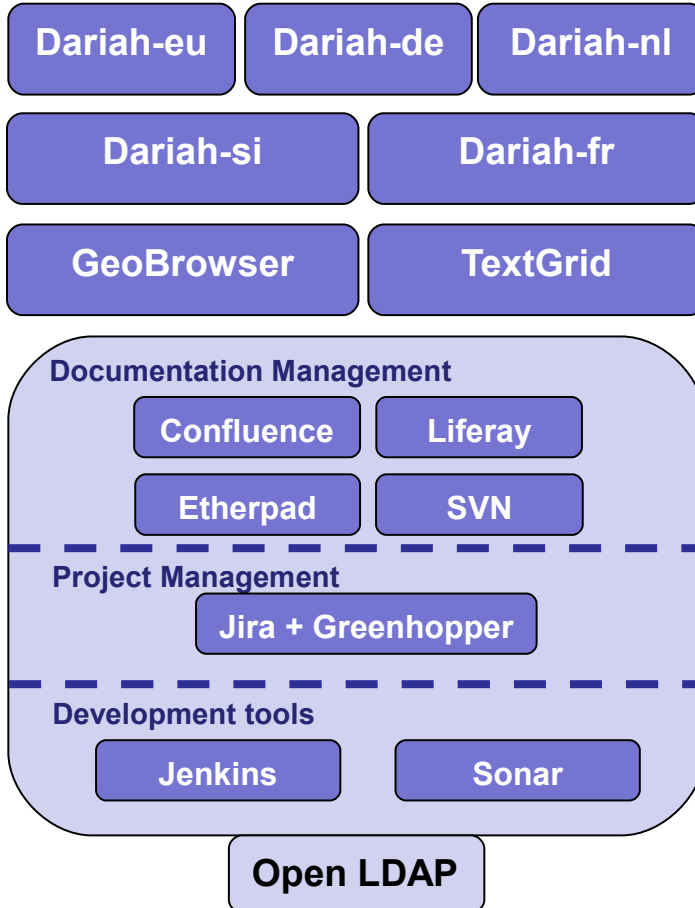 Dariah-eu Dariah-de Dariah-nl
Dariah-si Dariah-fr
GeoBrowser TextGrid
Documentation Management
Confluence Liferay
Etherpad SVN
Project Management
Jira + Greenhopper
Development tools
Jenkins Sonar
Open LDAP